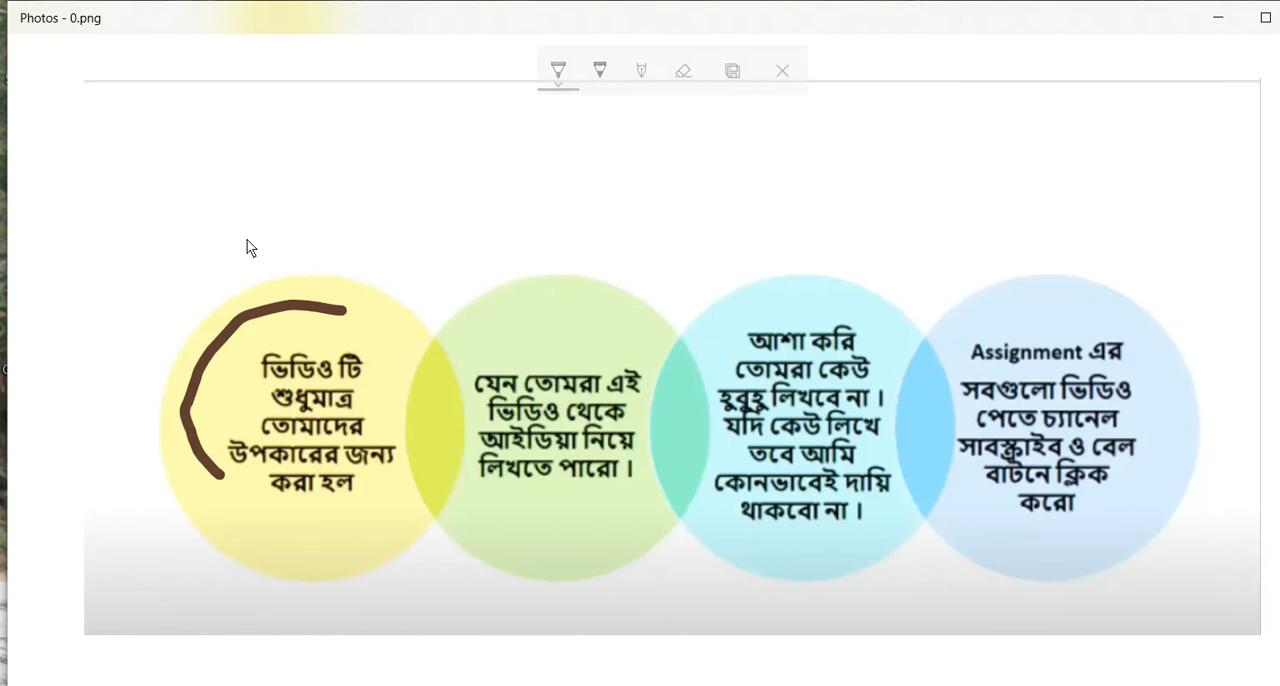 Photos - 0.png
ভিডিও টি
শুধুমাত্র
তোমাদের
উপকারের জন্য
করা হল
যেন তোমরা এই
ভিডিও থেকে
আইডিয়া নিয়ে
লিখতে পারো ।
আশা করি
তোমরা কেউ
হুবুহু লিখবে না ।
যদি কেউ লিখে
তবে আমি
কোনভাবেই দায়ি
থাকবো না ।
Assignment এর
সবগুলো ভিডিও
পেতে চ্যানেল
সাবস্ক্রাইব ও বেল
বাটনে ক্লিক
করো